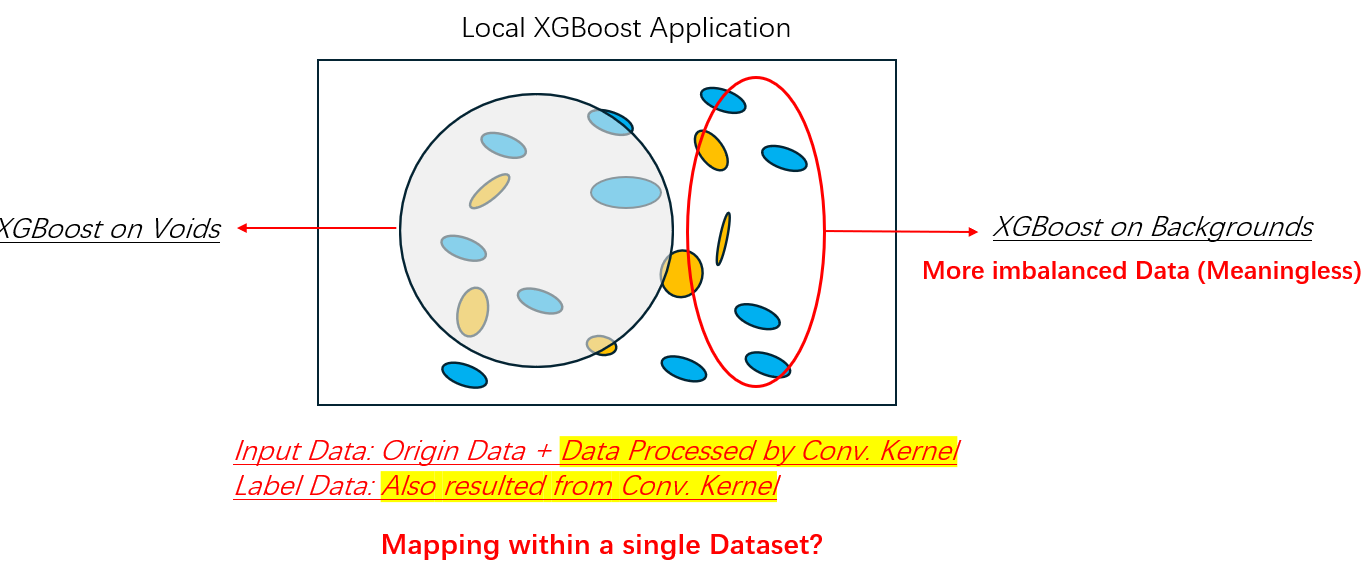 Local XGBoost Application
XGBoost on Voids
XGBoost on Backgrounds
More imbalanced Data (Meaningless)
Input Data: Origin Data + Data Processed by Conv. Kernel
Label Data: Also resulted from Conv. Kernel
Mapping within a single Dataset?